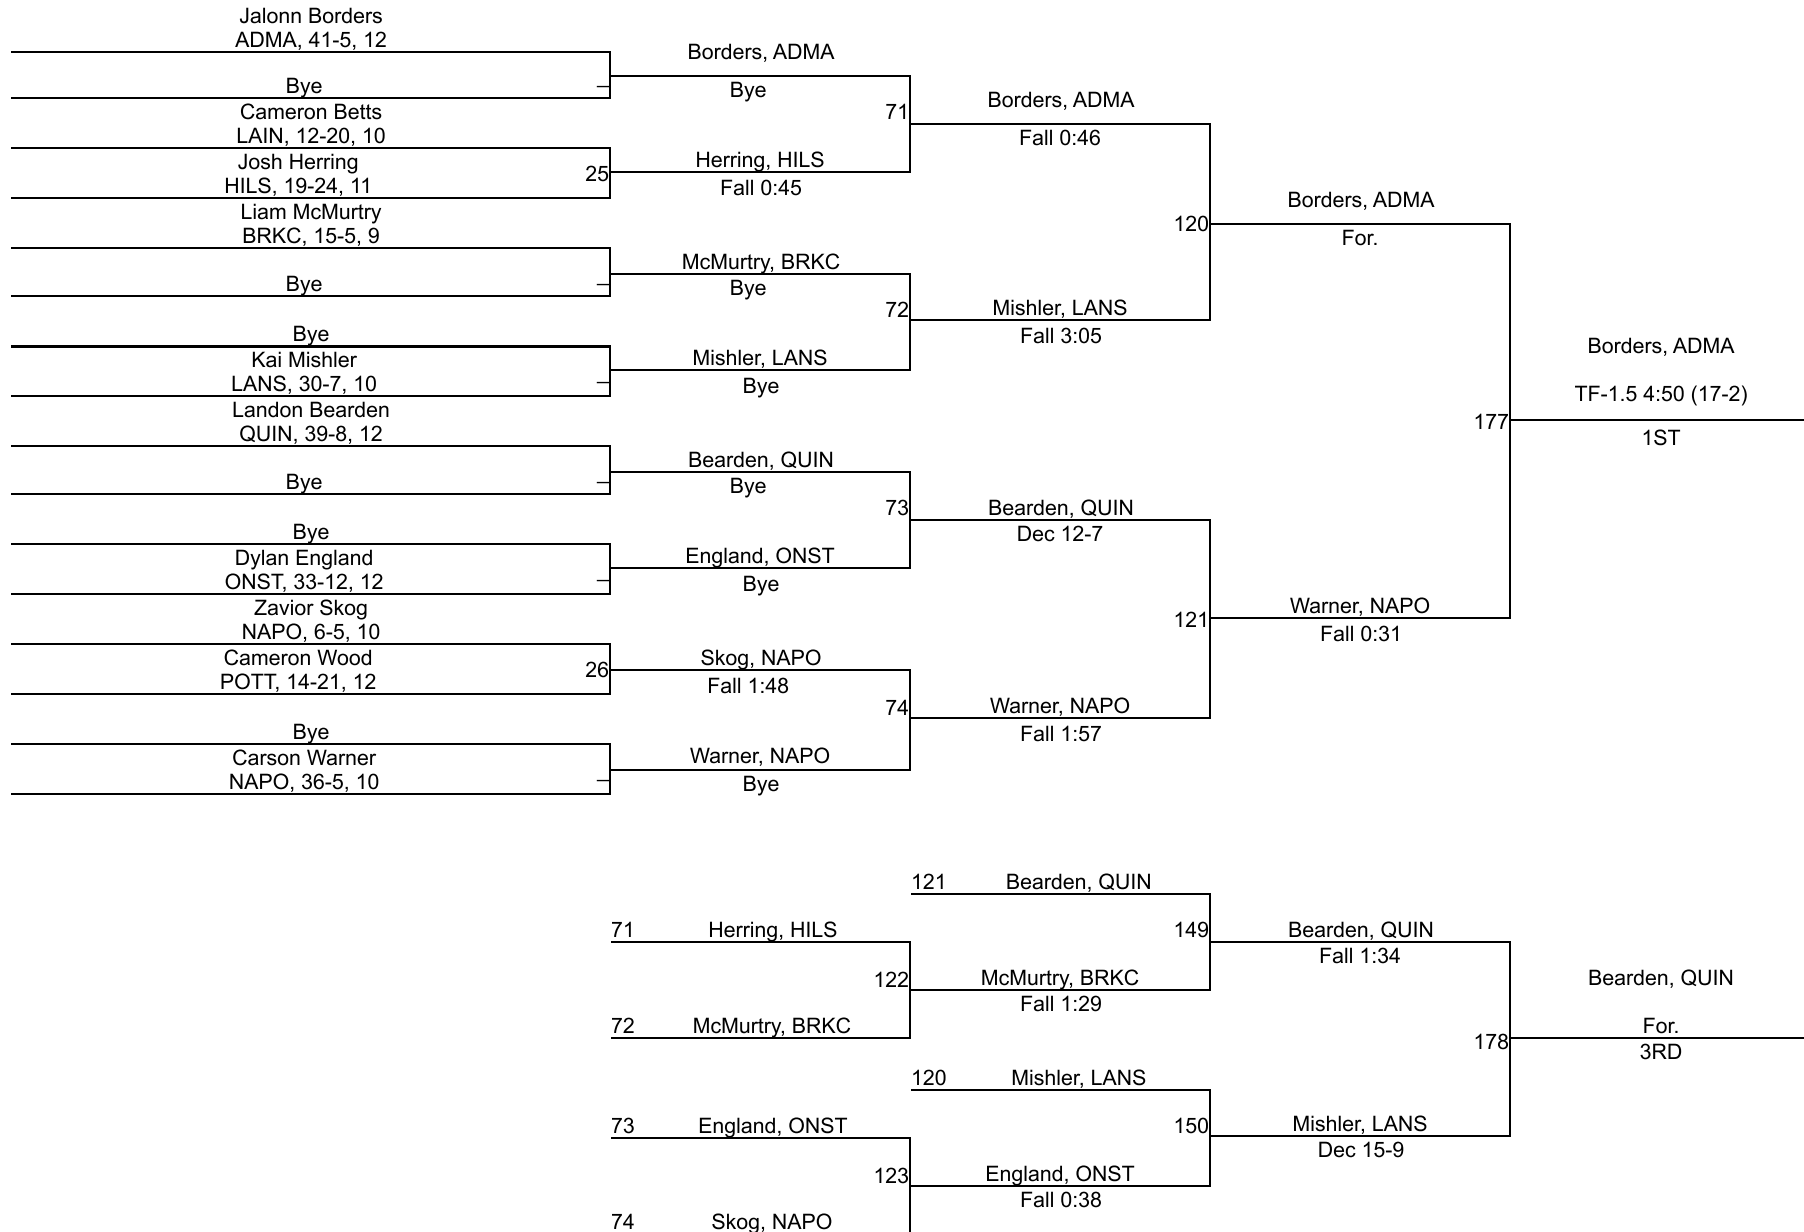 Jalonn Borders
ADMA, 41-5, 12
Bye
Cameron Betts
LAIN, 12-20, 10
Josh Herring
HILS, 19-24, 11
25
Liam McMurtry
BRKC, 15-5, 9
Bye
Bye
Kai Mishler
LANS, 30-7, 10
Landon Bearden
QUIN, 39-8, 12
Bye
Bye
Dylan England
ONST, 33-12, 12
Zavior Skog
NAPO, 6-5, 10
Cameron Wood
POTT, 14-21, 12
26
Bye
Carson Warner
NAPO, 36-5, 10
Borders, ADMA
Bye
71
Herring, HILS
Fall 0:45
McMurtry, BRKC
Bye
72
Mishler, LANS
Bye
Bearden, QUIN
Bye
73
England, ONST
Bye
Skog, NAPO
Fall 1:48
74
Warner, NAPO
Bye
Borders, ADMA
Fall 0:46
120
Mishler, LANS
Fall 3:05
Bearden, QUIN
Dec 12-7
121
Warner, NAPO
Fall 1:57
Borders, ADMA
For.
177
Warner, NAPO
Fall 0:31
Borders, ADMA
TF-1.5 4:50 (17-2)
1ST
121 Bearden, QUIN
71 Herring, HILS
149
122
McMurtry, BRKC
Fall 1:29
72 McMurtry, BRKC
120 Mishler, LANS
73 England, ONST
150
123
England, ONST
Fall 0:38
74 Skog, NAPO
Bearden, QUIN
Fall 1:34
178
Mishler, LANS
Dec 15-9
Bearden, QUIN
For.
3RD